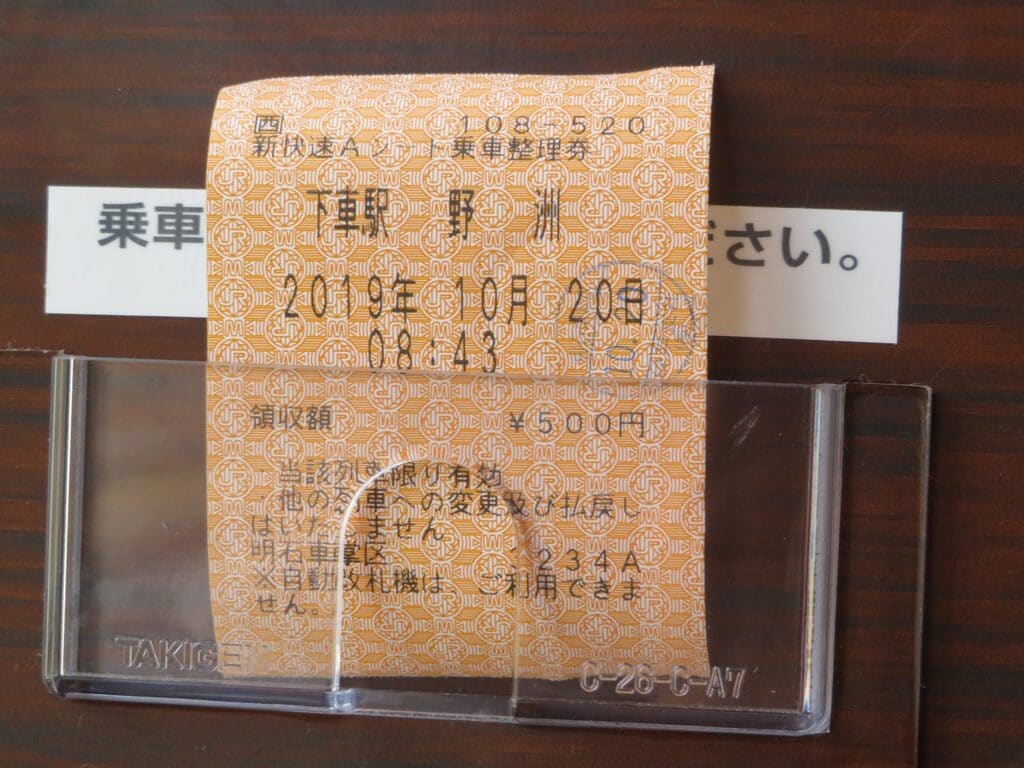 西 108-520
新快速Aシート乗車整理券
下車駅 野 洲
乗車
ださい。
2019年 10月 20日
08:43
領収額 ¥500円
・当該列車限り有効
・他の列車への変更及び払戻し
はいたしません
明石車掌区 1234A
※自動改札機は、ご利用できま
せん。
TAKIGEN
C-26-C-A7